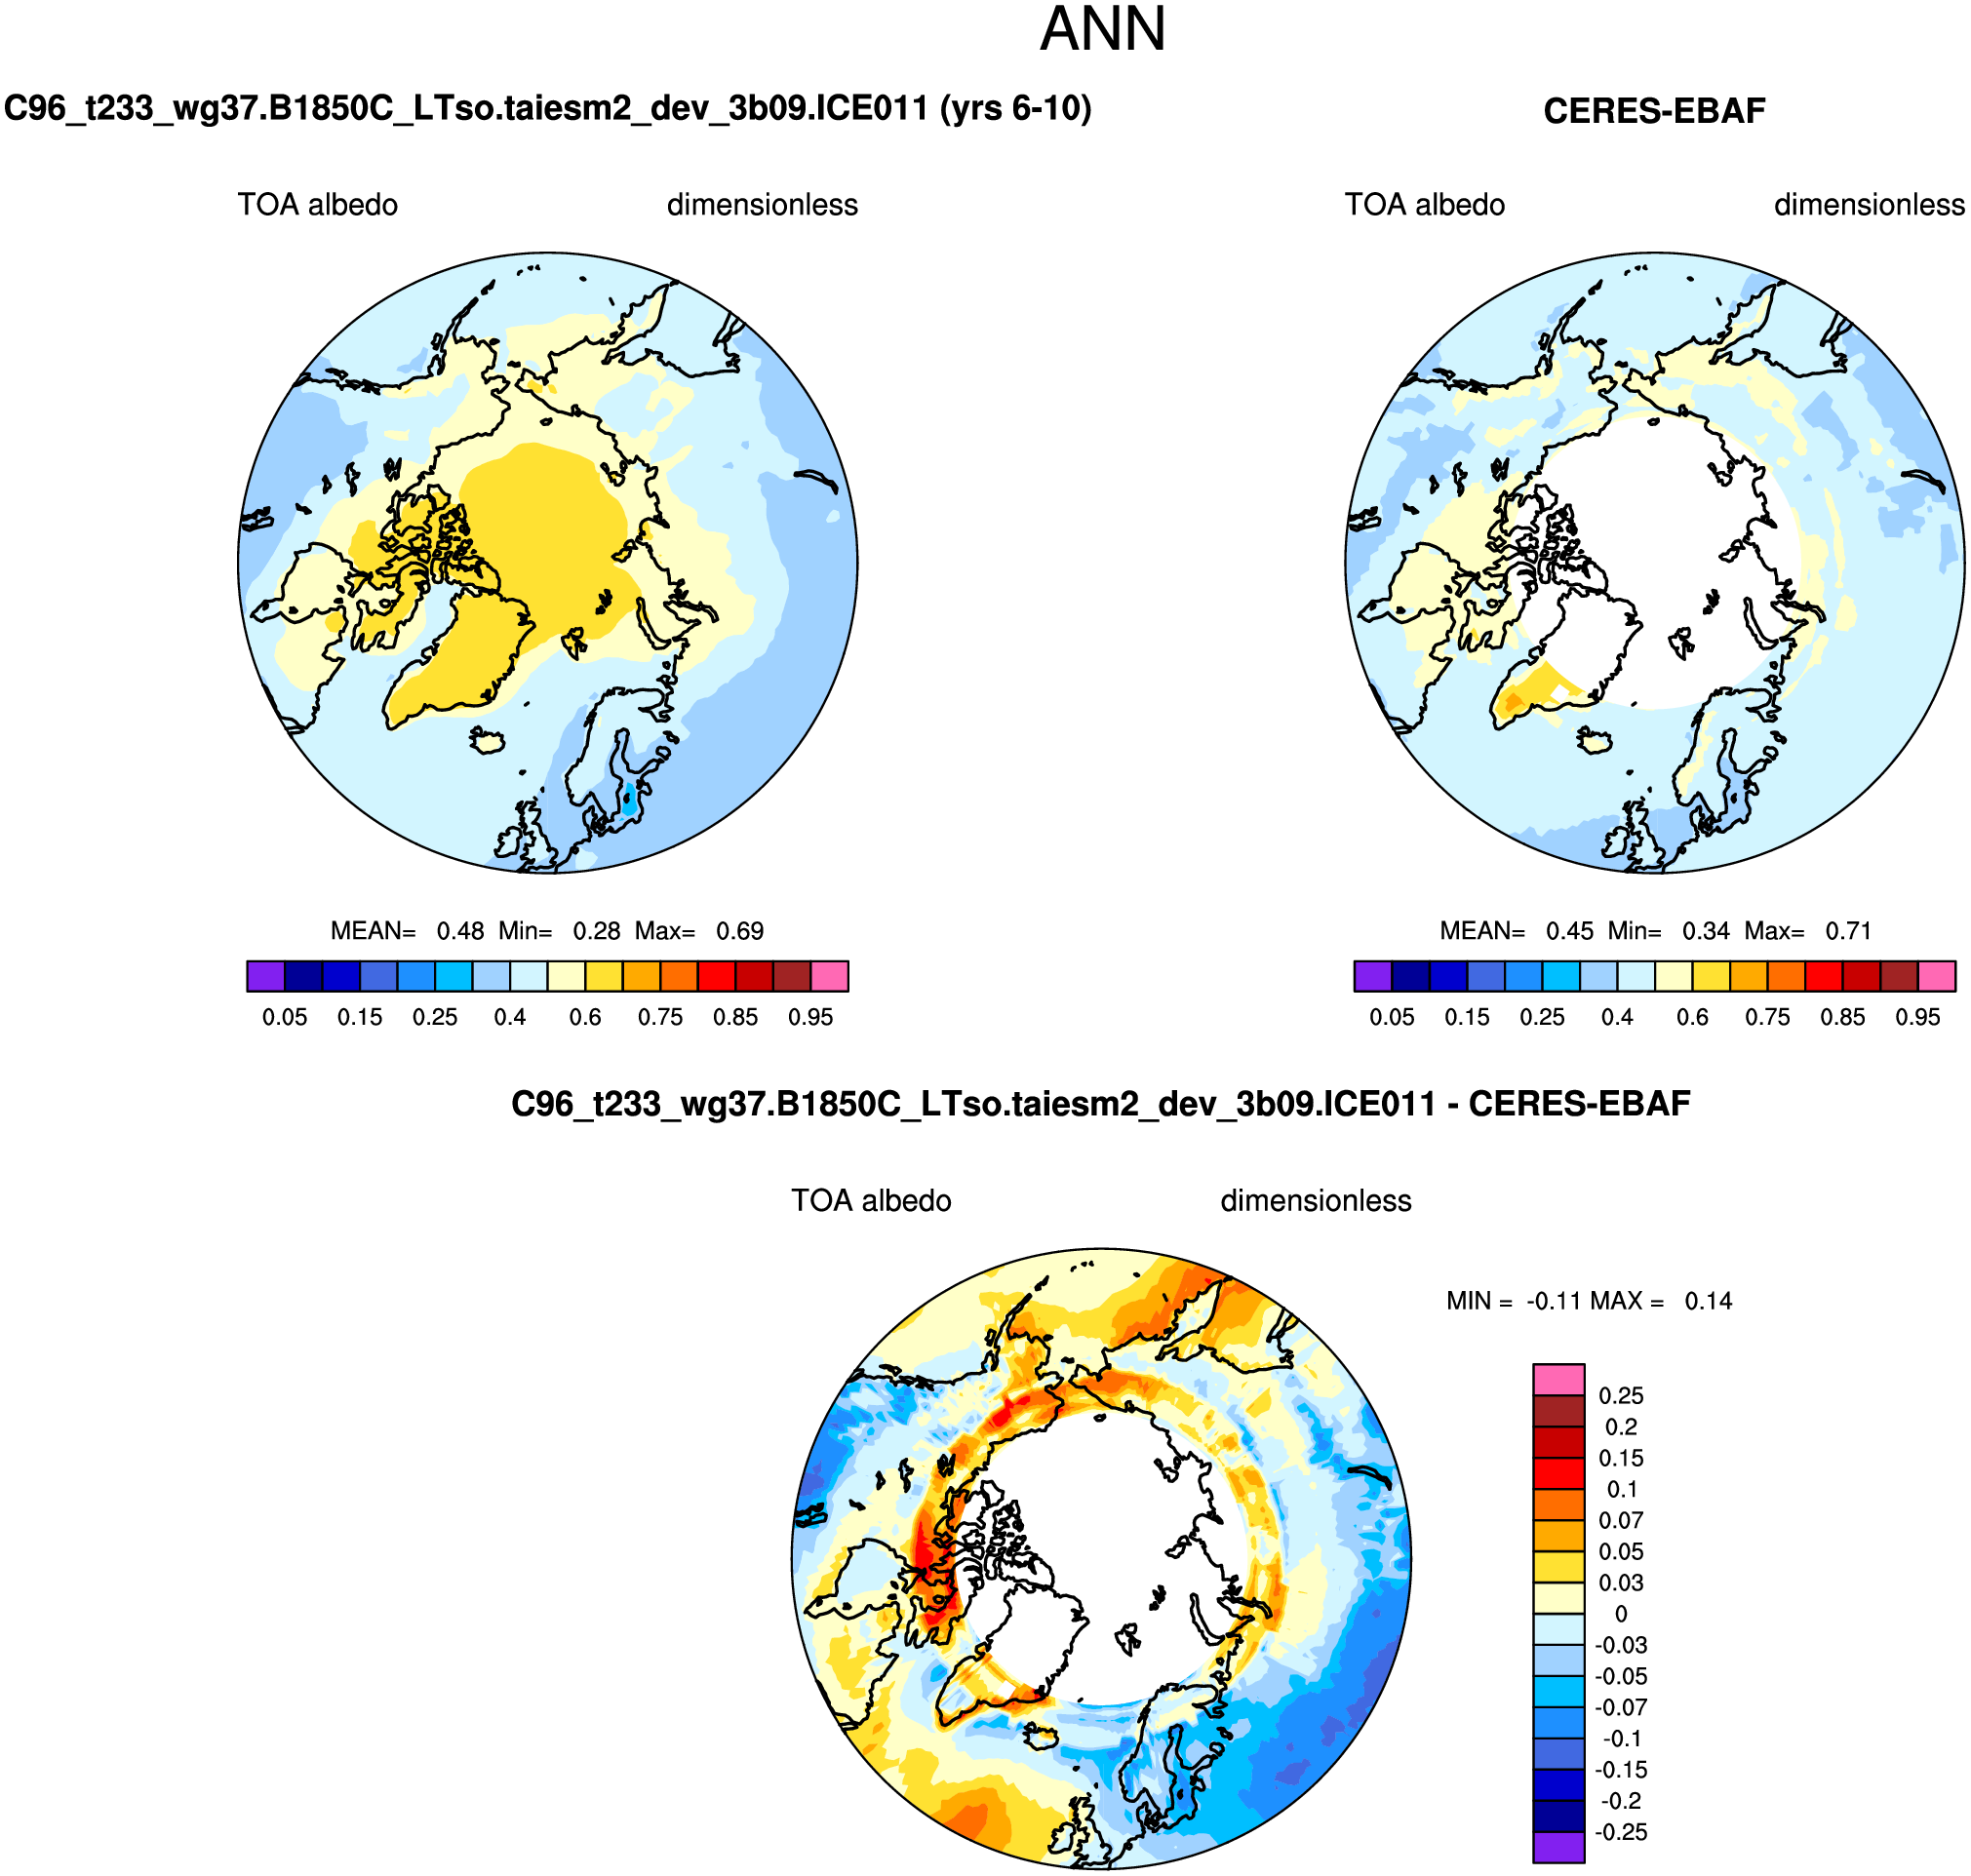 ANN
C96_t233_wg37.B1850C_LTso.taiesm2_dev_3b09.ICE011 (yrs 6-10)
CERES-EBAF
TOA albedo dimensionless
TOA albedo dimensionless
MEAN= 0.48 Min= 0.28 Max= 0.69
MEAN= 0.45 Min= 0.34 Max= 0.71
0.05 0.15 0.25 0.4 0.6 0.75 0.85 0.95
0.05 0.15 0.25 0.4 0.6 0.75 0.85 0.95
C96_t233_wg37.B1850C_LTso.taiesm2_dev_3b09.ICE011 - CERES-EBAF
TOA albedo dimensionless
MIN = -0.11 MAX = 0.14
0.25
0.2
0.15
0.1
0.07
0.05
0.03
0
-0.03
-0.05
-0.07
-0.1
-0.15
-0.2
-0.25